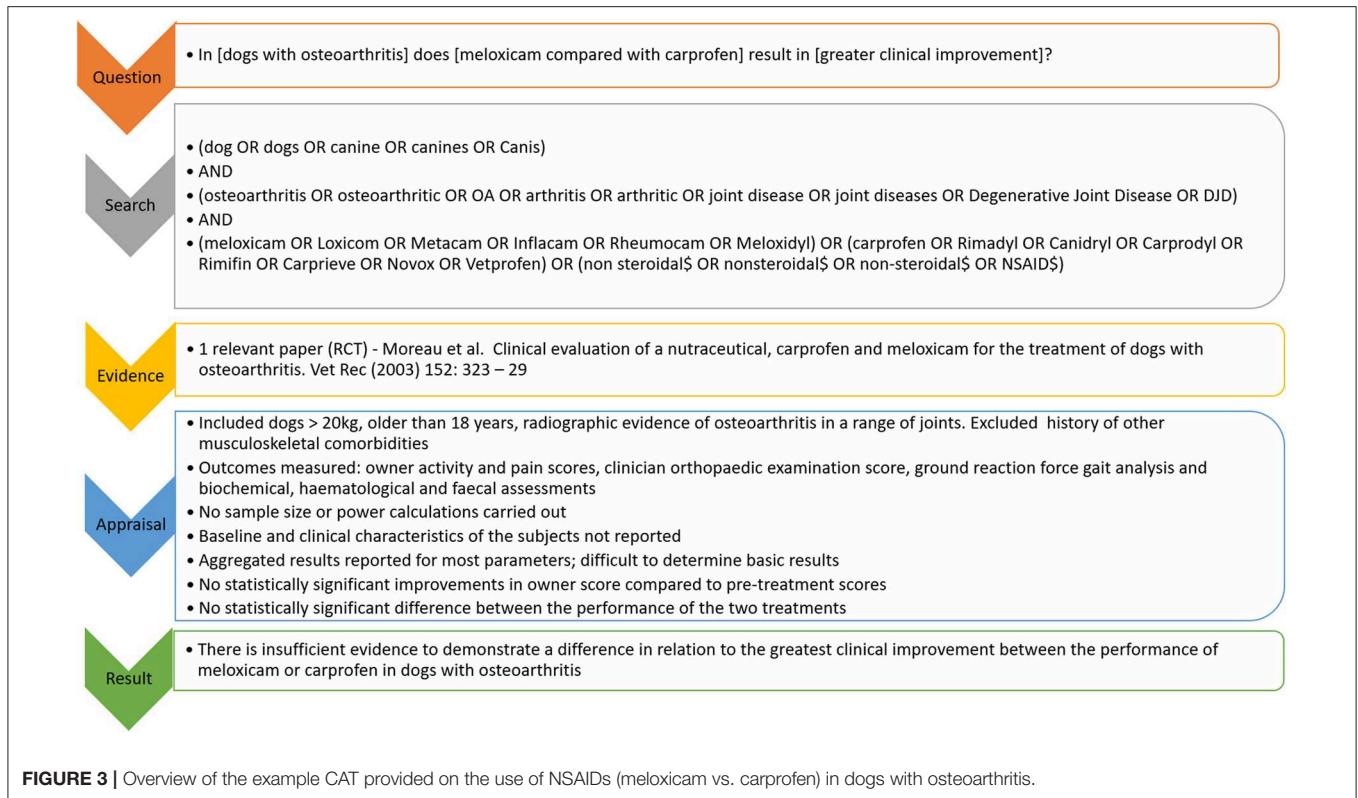 Question
• In [dogs with osteoarthritis] does [meloxicam compared with carprofen] result in [greater clinical improvement]?
Search
• (dog OR dogs OR canine OR canines OR Canis)
• AND
• (osteoarthritis OR osteoarthritic OR OA OR arthritis OR arthritic OR joint disease OR joint diseases OR Degenerative Joint Disease OR DJD)
• AND
• (meloxicam OR Loxicom OR Metacam OR Inflacam OR Rheumocam OR Meloxidyl) OR (carprofen OR Rimadyl OR Canidryl OR Carprodyl OR
Rimifin OR Carprieve OR Novox OR Vetprofen) OR (non steroidal$ OR nonsteroidal$ OR non-steroidal$ OR NSAID$)
Evidence
• 1 relevant paper (RCT) - Moreau et al.  Clinical evaluation of a nutraceutical, carprofen and meloxicam for the treatment of dogs with
osteoarthritis. Vet Rec (2003) 152: 323 – 29
Appraisal
• Included dogs > 20kg, older than 18 years, radiographic evidence of osteoarthritis in a range of joints. Excluded  history of other
musculoskeletal comorbidities
• Outcomes measured: owner activity and pain scores, clinician orthopaedic examination score, ground reaction force gait analysis and
biochemical, haematological and faecal assessments
• No sample size or power calculations carried out
• Baseline and clinical characteristics of the subjects not reported
• Aggregated results reported for most parameters; difficult to determine basic results
• No statistically significant improvements in owner score compared to pre-treatment scores
• No statistically significant difference between the performance of the two treatments
Result
• There is insufficient evidence to demonstrate a difference in relation to the greatest clinical improvement between the performance of
meloxicam or carprofen in dogs with osteoarthritis
FIGURE 3 | Overview of the example CAT provided on the use of NSAIDs (meloxicam vs. carprofen) in dogs with osteoarthritis.